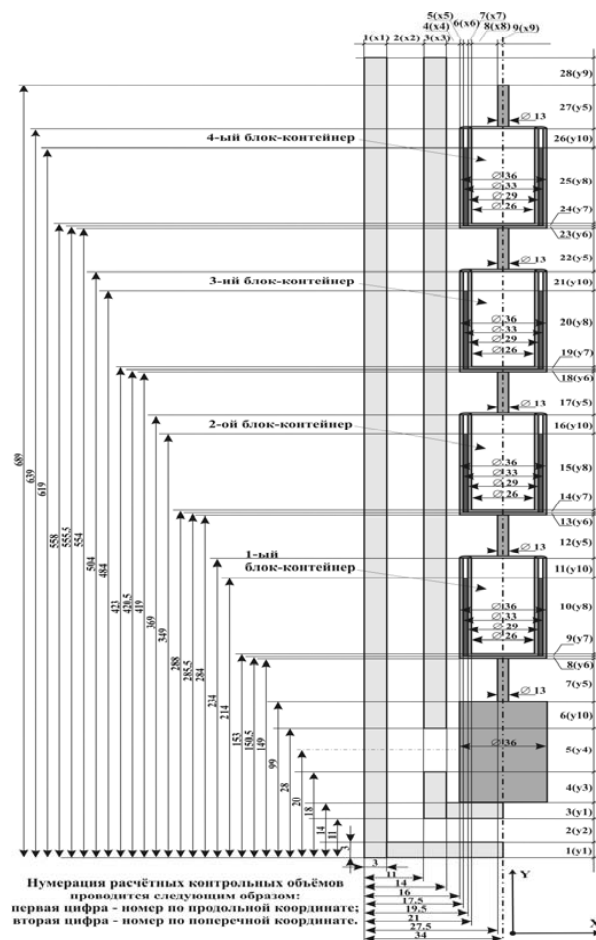 5(x5) 7(x7)
4(x4) 6(x6) 9(x9)
1(x1) 2(x2) 3(x3) 8(x8)
28(y9)
27(y5)
∅ 13
26(y10)
4-ый блок-контейнер
∅ 36
25(y8)
∅ 33
∅ 29
∅ 26
24(y7)
23(y6)
22(y5)
∅ 13
21(y10)
3-ий блок-контейнер
∅ 36
20(y8)
∅ 33
∅ 29
∅ 26
19(y7)
18(y6)
17(y5)
∅ 13
16(y10)
2-ой блок-контейнер
∅ 36
15(y8)
∅ 33
∅ 29
∅ 26
14(y7)
13(y6)
12(y5)
∅ 13
1-ый
блок-контейнер
11(y10)
∅ 36
10(y8)
∅ 33
∅ 29
∅ 26
9(y7)
8(y6)
7(y5)
∅ 13
6(y10)
∅ 36
5(y4)
4(y3)
3(y1)
2(y2)
1(y1)
689
639
619
558
555.5
554
504
484
423
420.5
419
369
349
288
285.5
284
234
214
153
150.5
149
99
28
20
18
14
11
3
3
11
14
16
17.5
19.5
21
27.5
34
Y
X
Нумерация расчётных контрольных объёмов
проводится следующим образом:
первая цифра - номер по продольной координате;
вторая цифра - номер по поперечной координате.